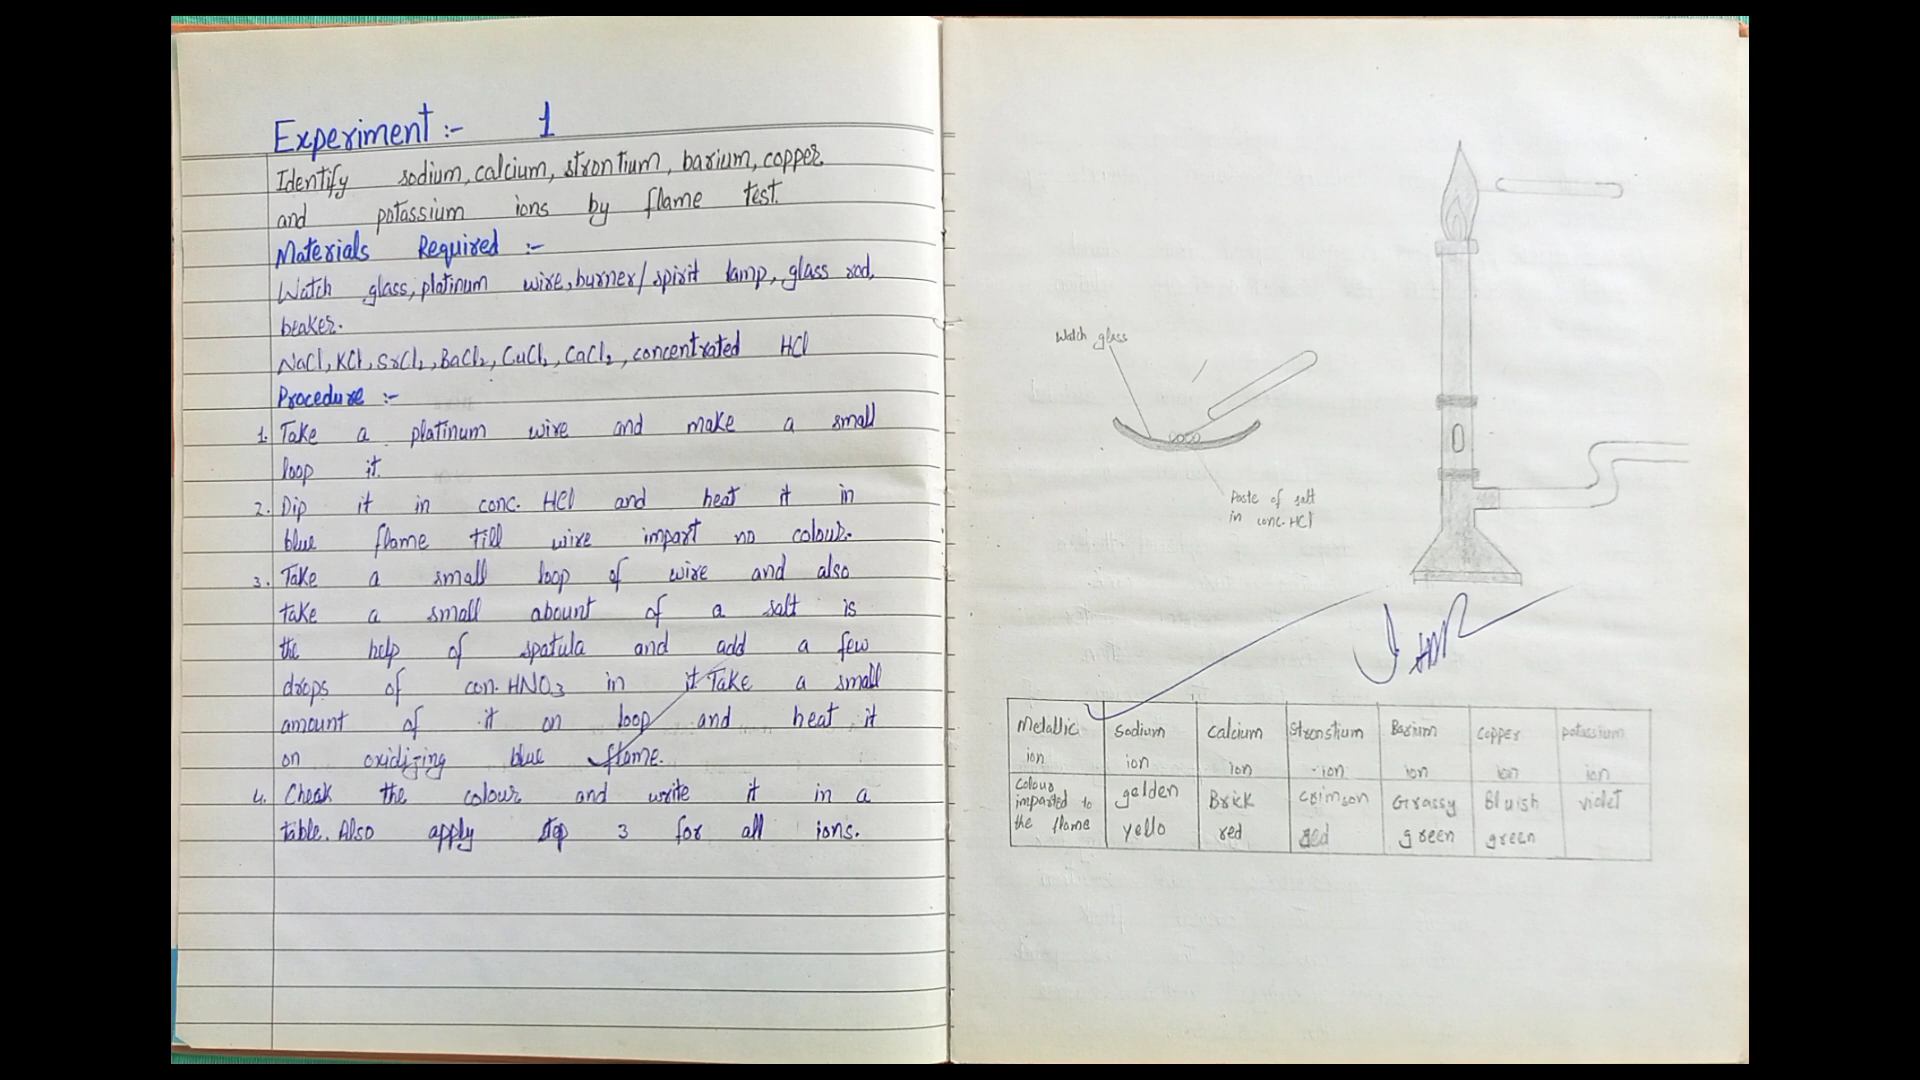 Experiment :- 1
Identify sodium, calcium, strontium, barium, copper
and potassium ions by flame test.
Materials Required :-
Watch glass, platinum wire, burner/ spirit lamp, glass rod,
beaker.
NaCl, KCl, SrCl₂, BaCl₂, CuCl₂, CaCl₂, concentrated HCl
Procedure :-
1. Take a platinum wire and make a small
loop it.
2. Dip it in conc. HCl and heat it in
blue flame till wire impart no colour.
3. Take a small loop of wire and also
take a small abount of a salt is
the help of spatula and add a few
drops of con. HNO₃ in it. Take a small
amount of it on loop and heat it
on oxidizing blue flame.
4. Cheak the colour and write it in a
table. Also apply step 3 for all ions.
Watch glass
Paste of salt
in conc. HCl
Metallic ion | Sodium ion | Calcium ion | Stronstium -ion | Barium ion | Copper ion | potassium ion
Colour imparted to the flame | golden yello | Brick red | Crimson red | Grassy green | Bluish green | violet